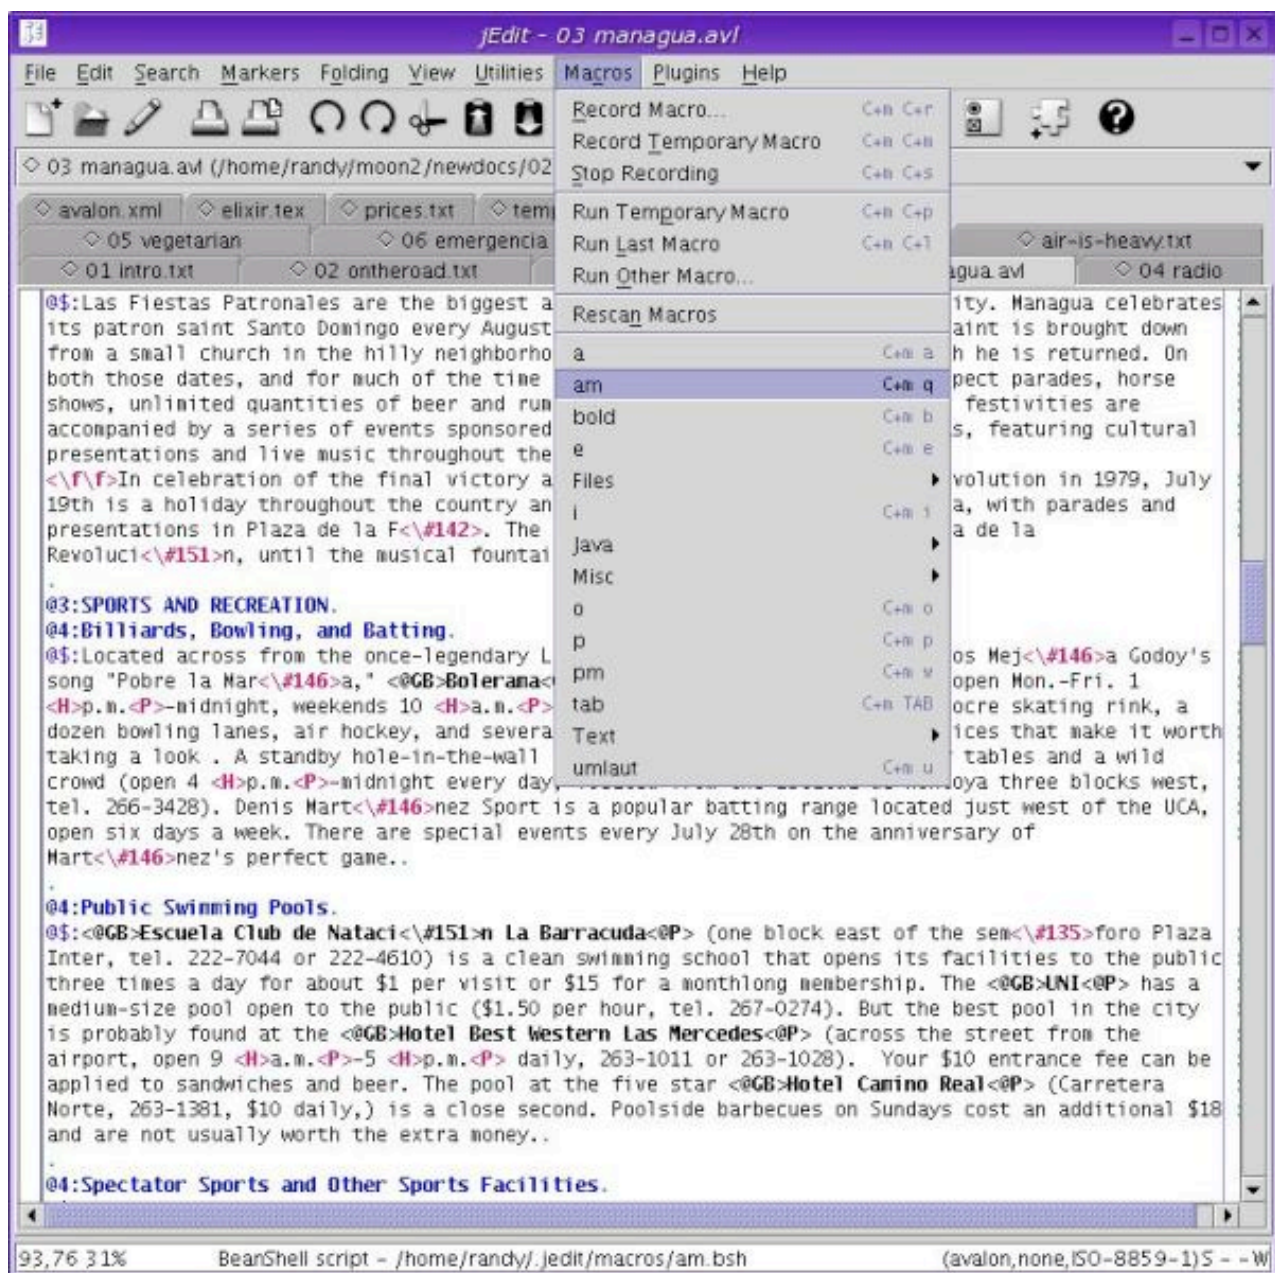 jEdit - 03 managua.avl
File Edit Search Markers Folding View Utilities Macros Plugins Help
03 managua.avl (/home/randy/moon2/newdocs/02
avalon.xml elixir.tex prices.txt
05 vegetarian 06 emergencia air-is-heavy.txt
01 intro.txt 02 ontheroad.txt agua.avl 04 radio
Record Macro... C+m C+r
Record Temporary Macro C+m C+m
Stop Recording C+m C+s
Run Temporary Macro C+m C+p
Run Last Macro C+m C+l
Run Other Macro...
Rescan Macros
a C+m a
am C+m q
bold C+m b
e C+m e
Files
i C+m i
Java
Misc
o C+m o
p C+m p
pm C+m w
tab C+m TAB
Text
umlaut C+m u
@$:Las Fiestas Patronales are the biggest a ity. Managua celebrates
its patron saint Santo Domingo every August aint is brought down
from a small church in the hilly neighborho h he is returned. On
both those dates, and for much of the time pect parades, horse
shows, unlimited quantities of beer and rum festivities are
accompanied by a series of events sponsored s, featuring cultural
presentations and live music throughout the
<\f\f>In celebration of the final victory a volution in 1979, July
19th is a holiday throughout the country an a, with parades and
presentations in Plaza de la F<\#142>. The a de la
Revoluci<\#151>n, until the musical fountai
.
@3:SPORTS AND RECREATION.
@4:Billiards, Bowling, and Batting.
@$:Located across from the once-legendary L os Mej<\#146>a Godoy's
song "Pobre la Mar<\#146>a," <@GB>Bolerama< open Mon.-Fri. 1
<H>p.m.<P>-midnight, weekends 10 <H>a.m.<P> ocre skating rink, a
dozen bowling lanes, air hockey, and severa ices that make it worth
taking a look . A standby hole-in-the-wall tables and a wild
crowd (open 4 <H>p.m.<P>-midnight every day, oya three blocks west,
tel. 266-3428). Denis Mart<\#146>nez Sport is a popular batting range located just west of the UCA,
open six days a week. There are special events every July 28th on the anniversary of
Mart<\#146>nez's perfect game..
.
@4:Public Swimming Pools.
@$:<@GB>Escuela Club de Nataci<\#151>n La Barracuda<@P> (one block east of the sem<\#135>foro Plaza
Inter, tel. 222-7044 or 222-4610) is a clean swimming school that opens its facilities to the public
three times a day for about $1 per visit or $15 for a monthlong membership. The <@GB>UNI<@P> has a
medium-size pool open to the public ($1.50 per hour, tel. 267-0274). But the best pool in the city
is probably found at the <@GB>Hotel Best Western Las Mercedes<@P> (across the street from the
airport, open 9 <H>a.m.<P>-5 <H>p.m.<P> daily, 263-1011 or 263-1028).  Your $10 entrance fee can be
applied to sandwiches and beer. The pool at the five star <@GB>Hotel Camino Real<@P> (Carretera
Norte, 263-1381, $10 daily,) is a close second. Poolside barbecues on Sundays cost an additional $18
and are not usually worth the extra money..
.
@4:Spectator Sports and Other Sports Facilities.
93,76 31% BeanShell script - /home/randy/.jedit/macros/am.bsh (avalon,none,ISO-8859-1)S - - W